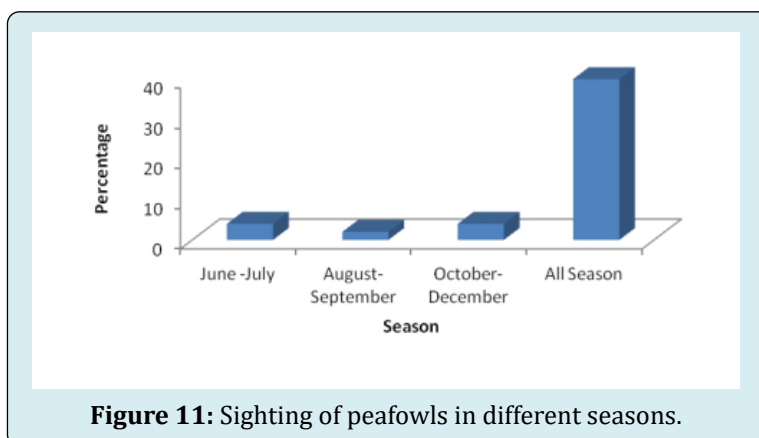 Percentage
40
30
20
10
0
June -July
August-
September
October-
December
All Season
Season
Figure 11: Sighting of peafowls in different seasons.